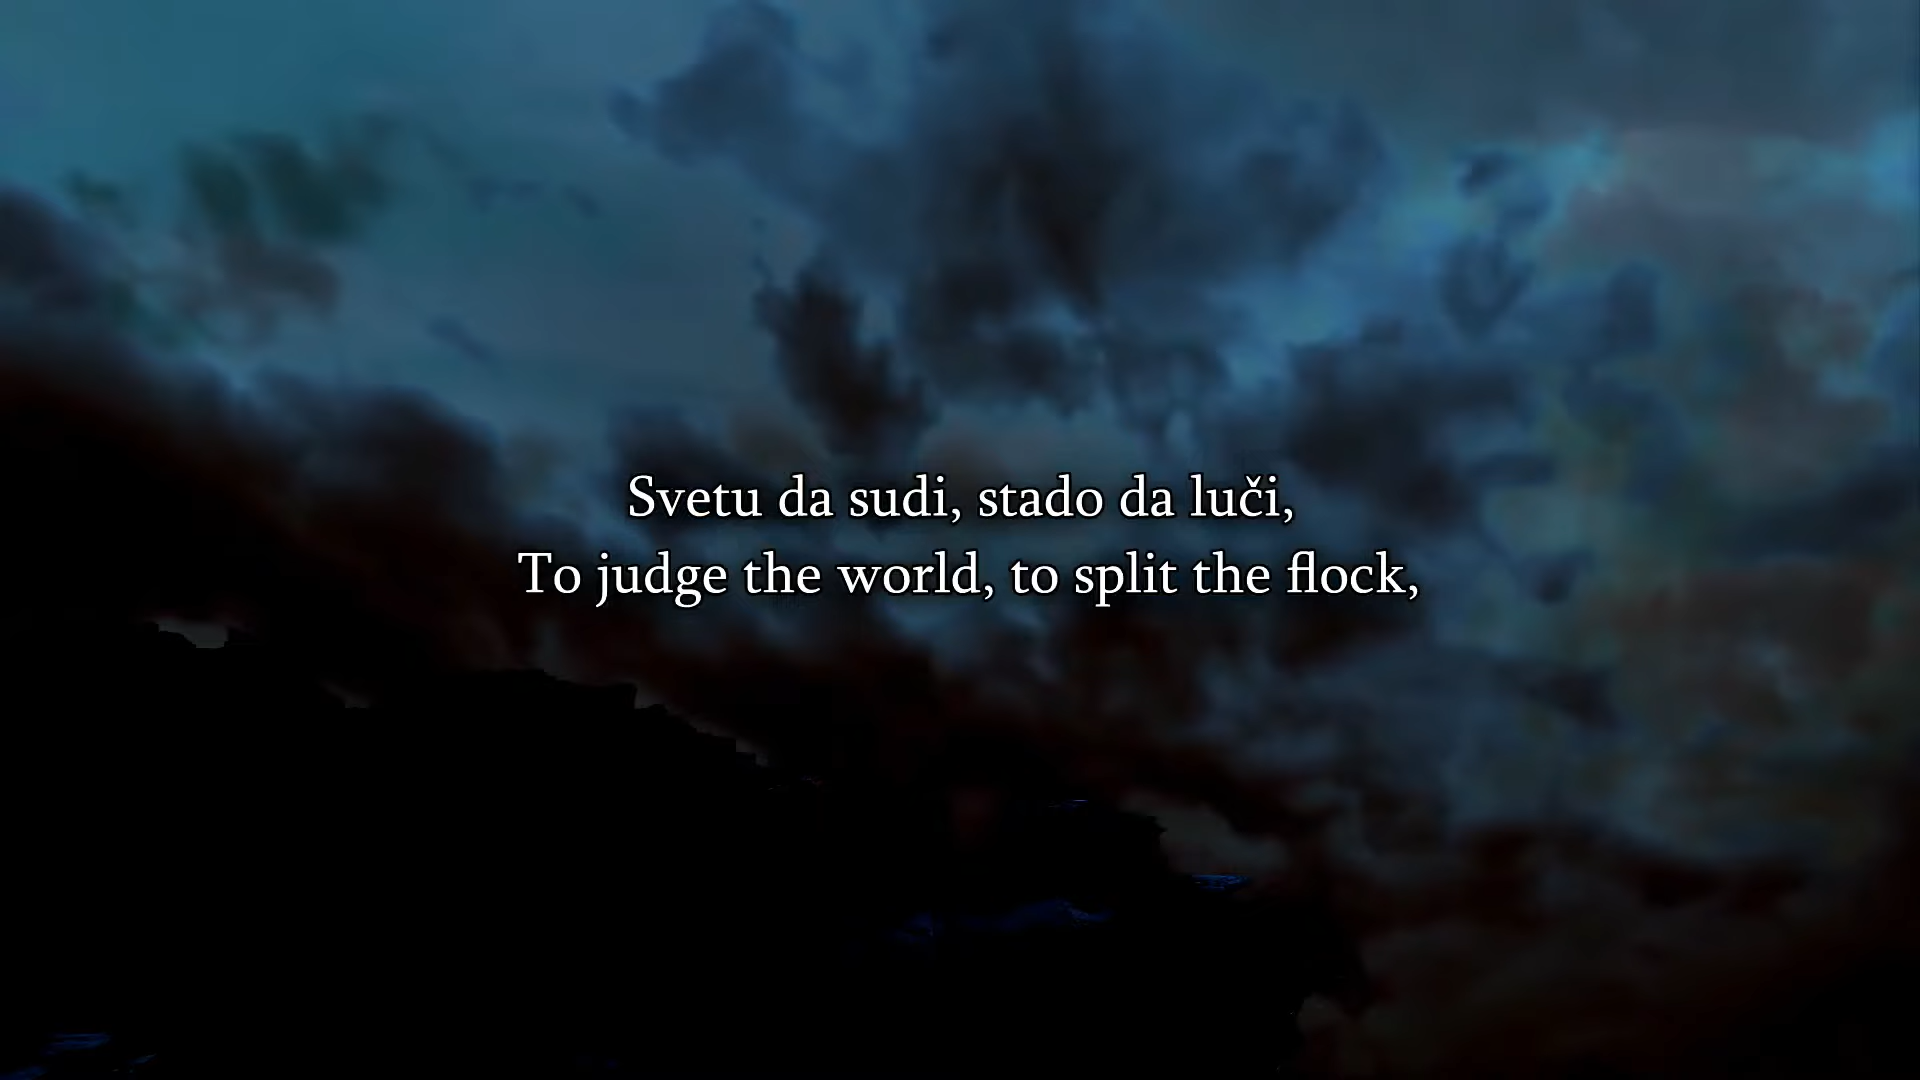 Svetu da sudi, stado da luči,
To judge the world, to split the flock,